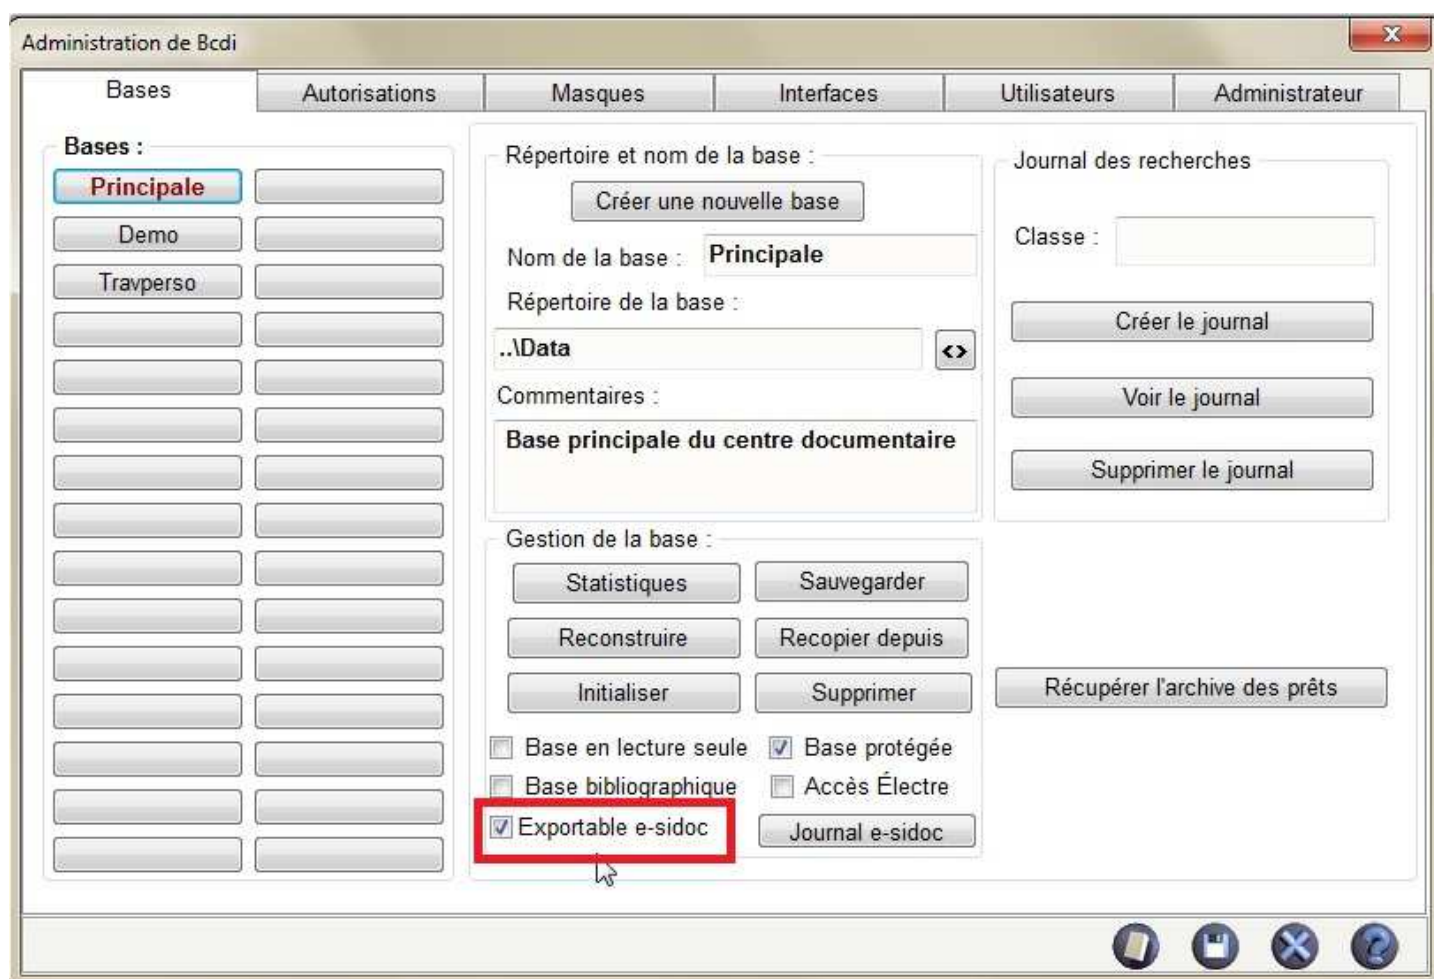 Administration de Bcdi
x
Bases
Autorisations
Masques
Interfaces
Utilisateurs
Administrateur
Bases :
Principale
Demo
Travperso
Répertoire et nom de la base :
Créer une nouvelle base
Nom de la base : Principale
Répertoire de la base :
..\Data
<>
Commentaires :
Base principale du centre documentaire
Journal des recherches
Classe :
Créer le journal
Voir le journal
Supprimer le journal
Gestion de la base :
Statistiques
Sauvegarder
Reconstruire
Recopier depuis
Initialiser
Supprimer
Récupérer l'archive des prêts
Base en lecture seule
Base protégée
Base bibliographique
Accès Électre
Exportable e-sidoc
Journal e-sidoc
?